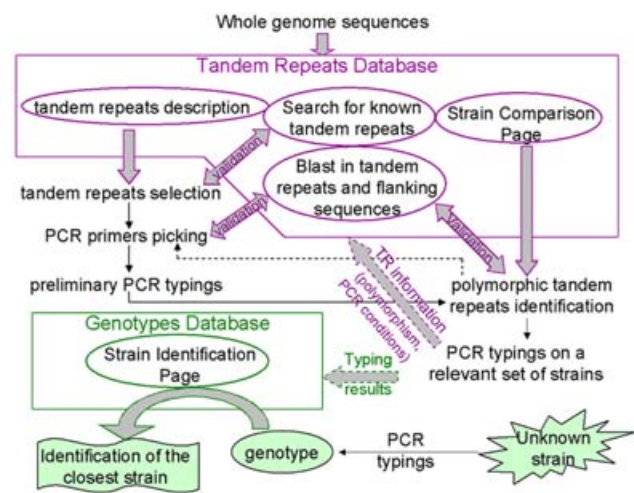 Whole genome sequences
Tandem Repeats Database
tandem repeats description
Search for known
tandem repeats
Strain Comparison
Page
validation
Blast in tandem
repeats and flanking
sequences
tandem repeats selection
validation
validation
PCR primers picking
preliminary PCR typings
TR information
(polymorphism,
PCR conditions)
polymorphic tandem
repeats identification
Genotypes Database
Strain Identification
Page
Typing
results
PCR typings on a
relevant set of strains
Identification of the
closest strain
genotype
PCR
typings
Unknown
strain